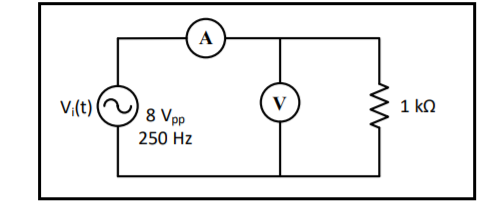 A
V
Vᵢ(t)
8 Vₚₚ
250 Hz
1 kΩ